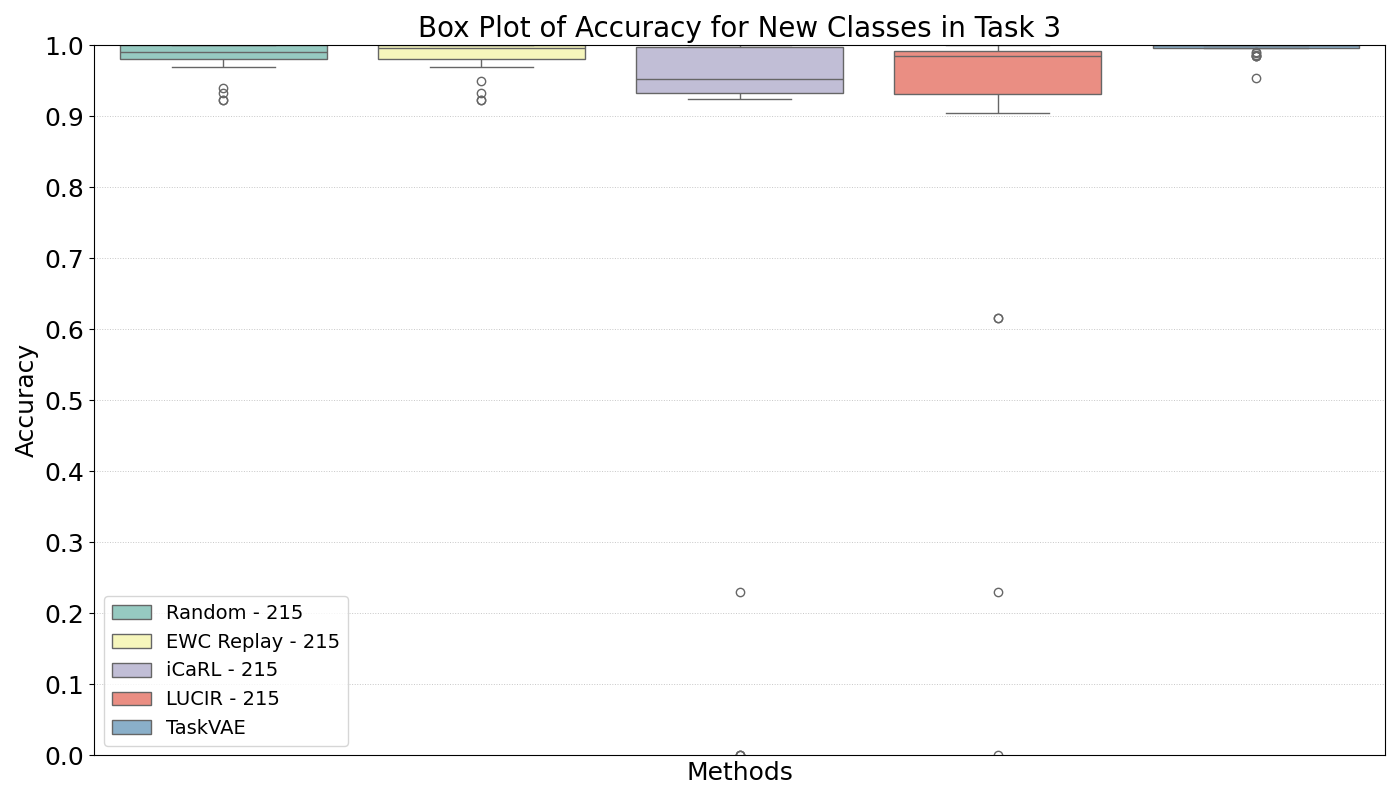 Box Plot of Accuracy for New Classes in Task 3
1.0
0.9
0.8
0.7
0.6
0.5
0.4
0.3
0.2
0.1
0.0
Accuracy
Random - 215
EWC Replay - 215
iCaRL - 215
LUCIR - 215
TaskVAE
Methods